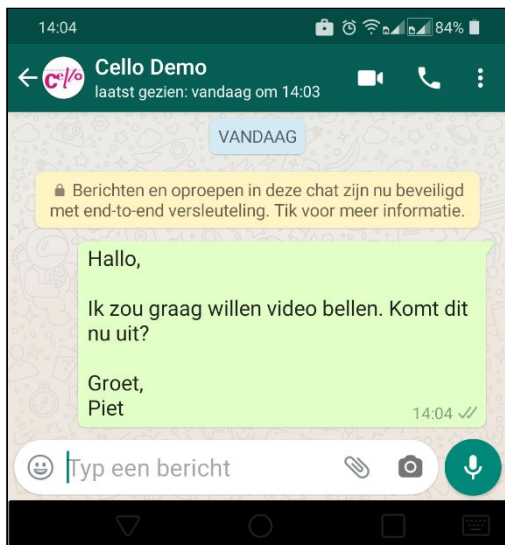 14:04
84%
Cello
Cello Demo
laatst gezien: vandaag om 14:03
VANDAAG
Berichten en oproepen in deze chat zijn nu beveiligd
met end-to-end versleuteling. Tik voor meer informatie.
Hallo,
Ik zou graag willen video bellen. Komt dit
nu uit?
Groet,
Piet
14:04
Typ een bericht